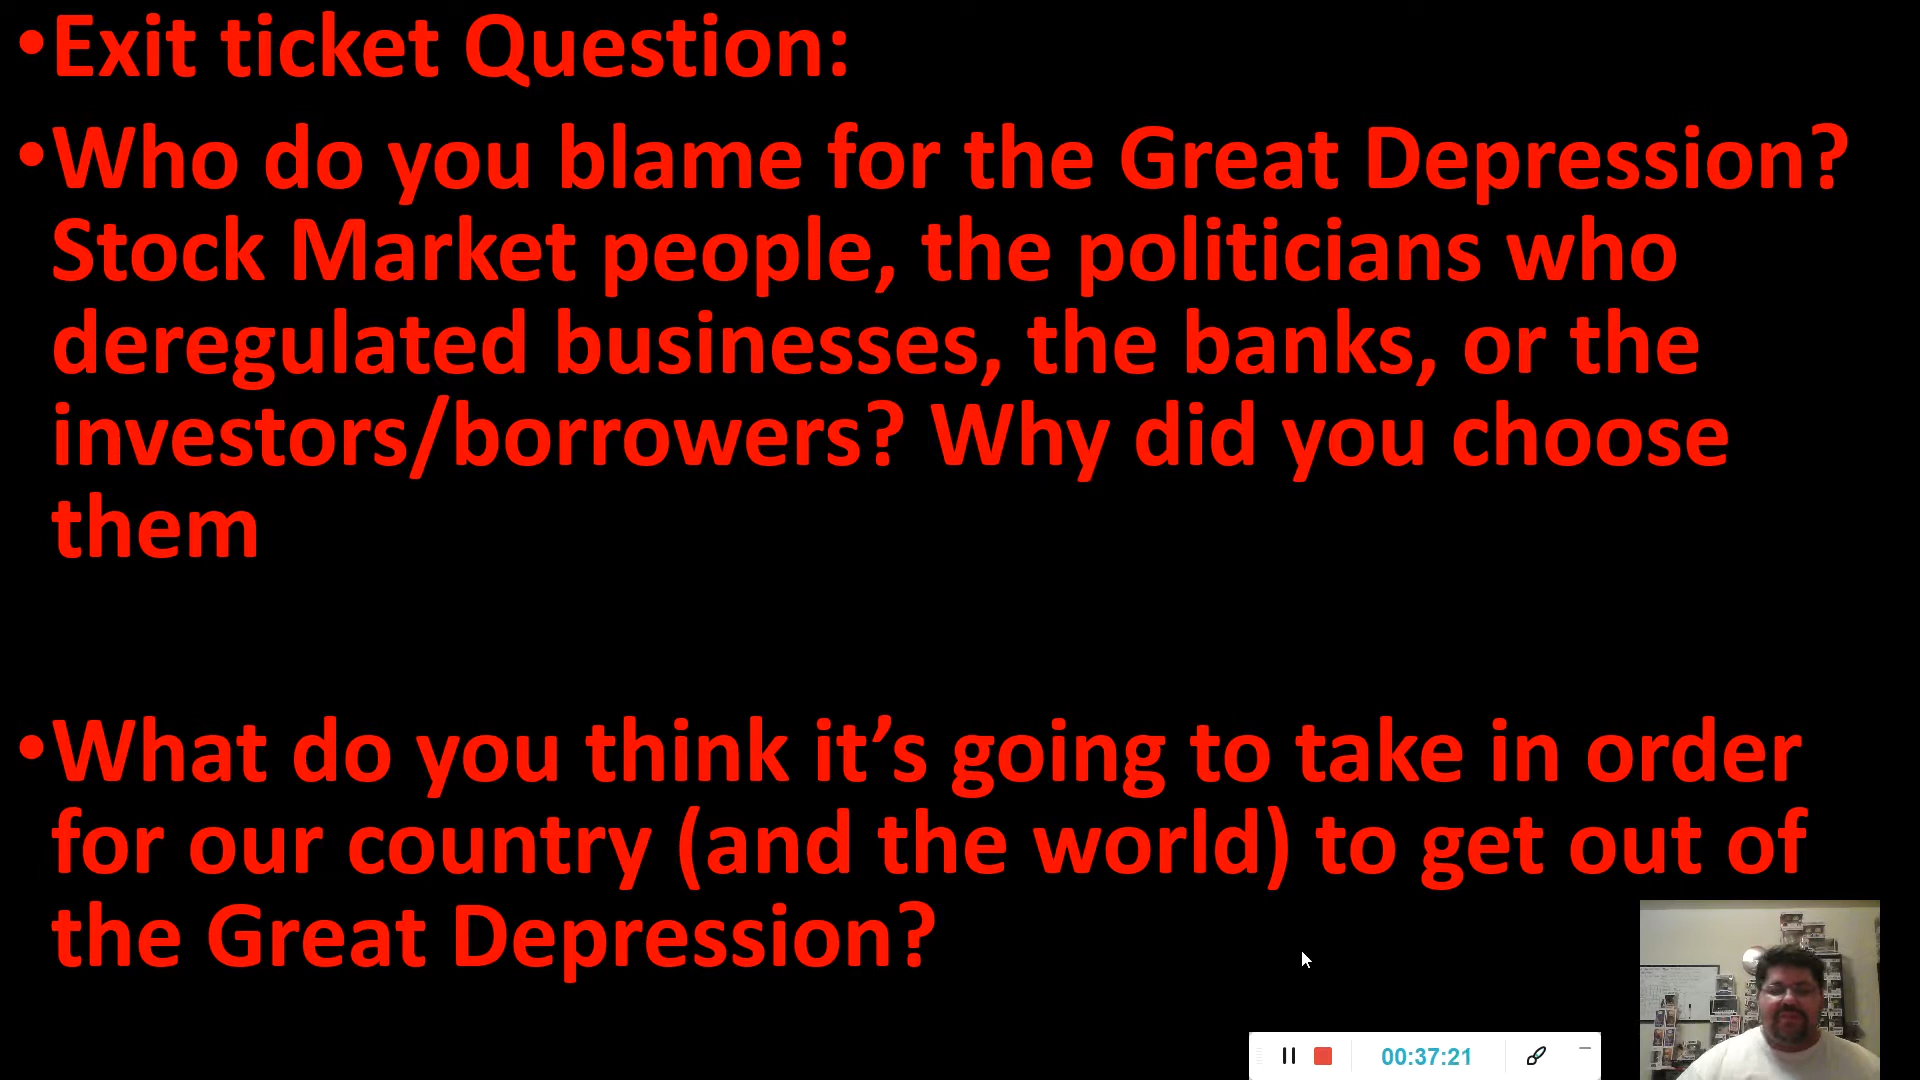 •Exit ticket Question:
•Who do you blame for the Great Depression?
Stock Market people, the politicians who
deregulated businesses, the banks, or the
investors/borrowers? Why did you choose
them
•What do you think it’s going to take in order
for our country (and the world) to get out of
the Great Depression?
00:37:21